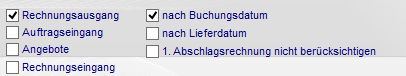 Rechnungsausgang
nach Buchungsdatum
Auftragseingang
nach Lieferdatum
Angebote
1. Abschlagsrechnung nicht berücksichtigen
Rechnungseingang